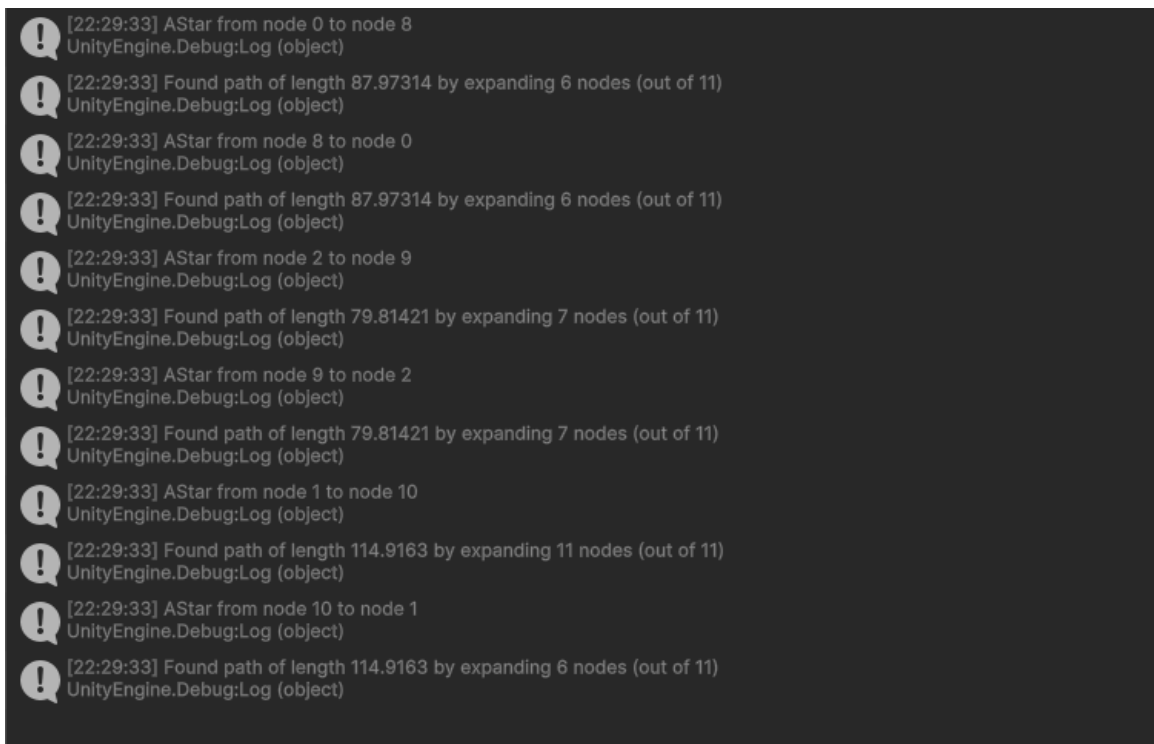 [22:29:33] AStar from node 0 to node 8
UnityEngine.Debug:Log (object)
[22:29:33] Found path of length 87.97314 by expanding 6 nodes (out of 11)
UnityEngine.Debug:Log (object)
[22:29:33] AStar from node 8 to node 0
UnityEngine.Debug:Log (object)
[22:29:33] Found path of length 87.97314 by expanding 6 nodes (out of 11)
UnityEngine.Debug:Log (object)
[22:29:33] AStar from node 2 to node 9
UnityEngine.Debug:Log (object)
[22:29:33] Found path of length 79.81421 by expanding 7 nodes (out of 11)
UnityEngine.Debug:Log (object)
[22:29:33] AStar from node 9 to node 2
UnityEngine.Debug:Log (object)
[22:29:33] Found path of length 79.81421 by expanding 7 nodes (out of 11)
UnityEngine.Debug:Log (object)
[22:29:33] AStar from node 1 to node 10
UnityEngine.Debug:Log (object)
[22:29:33] Found path of length 114.9163 by expanding 11 nodes (out of 11)
UnityEngine.Debug:Log (object)
[22:29:33] AStar from node 10 to node 1
UnityEngine.Debug:Log (object)
[22:29:33] Found path of length 114.9163 by expanding 6 nodes (out of 11)
UnityEngine.Debug:Log (object)